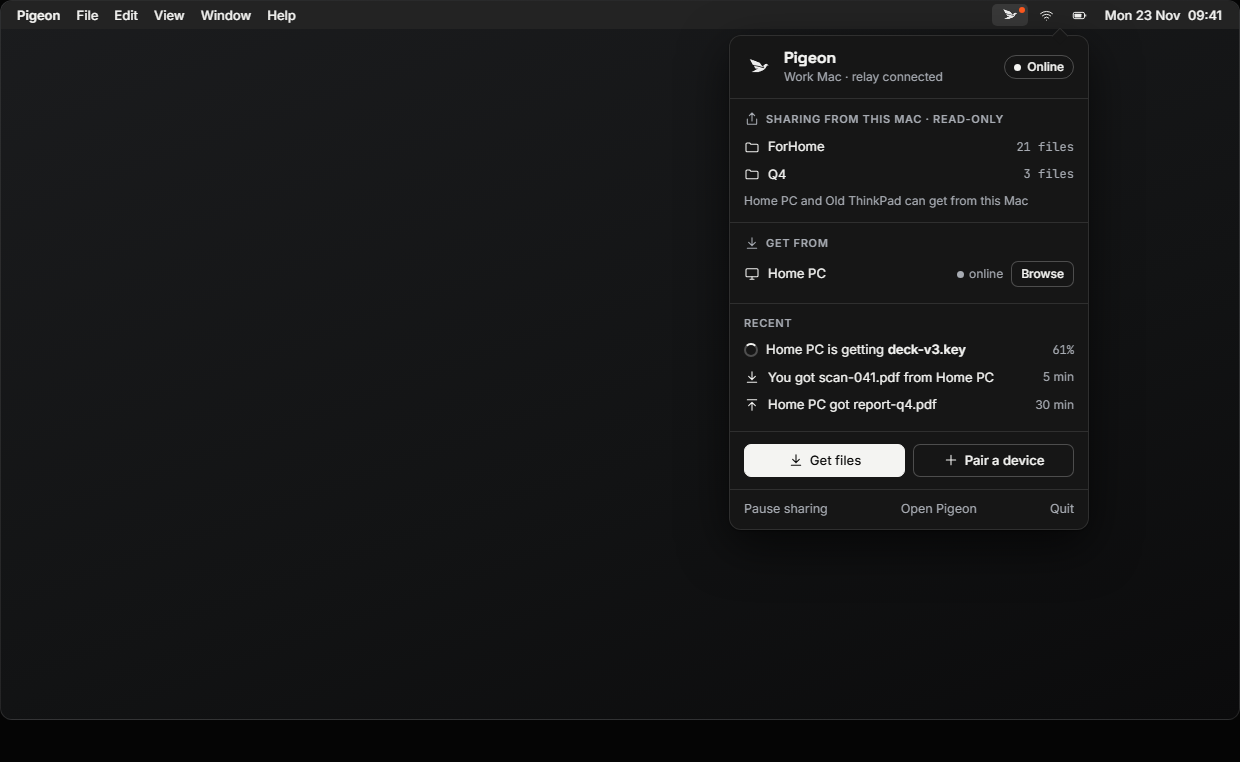 Pigeon File Edit View Window Help Mon 23 Nov 09:41
Pigeon
Work Mac · relay connected
Online
SHARING FROM THIS MAC · READ-ONLY
ForHome 21 files
Q4 3 files
Home PC and Old ThinkPad can get from this Mac
GET FROM
Home PC online Browse
RECENT
Home PC is getting deck-v3.key 61%
You got scan-041.pdf from Home PC 5 min
Home PC got report-q4.pdf 30 min
Get files Pair a device
Pause sharing Open Pigeon Quit